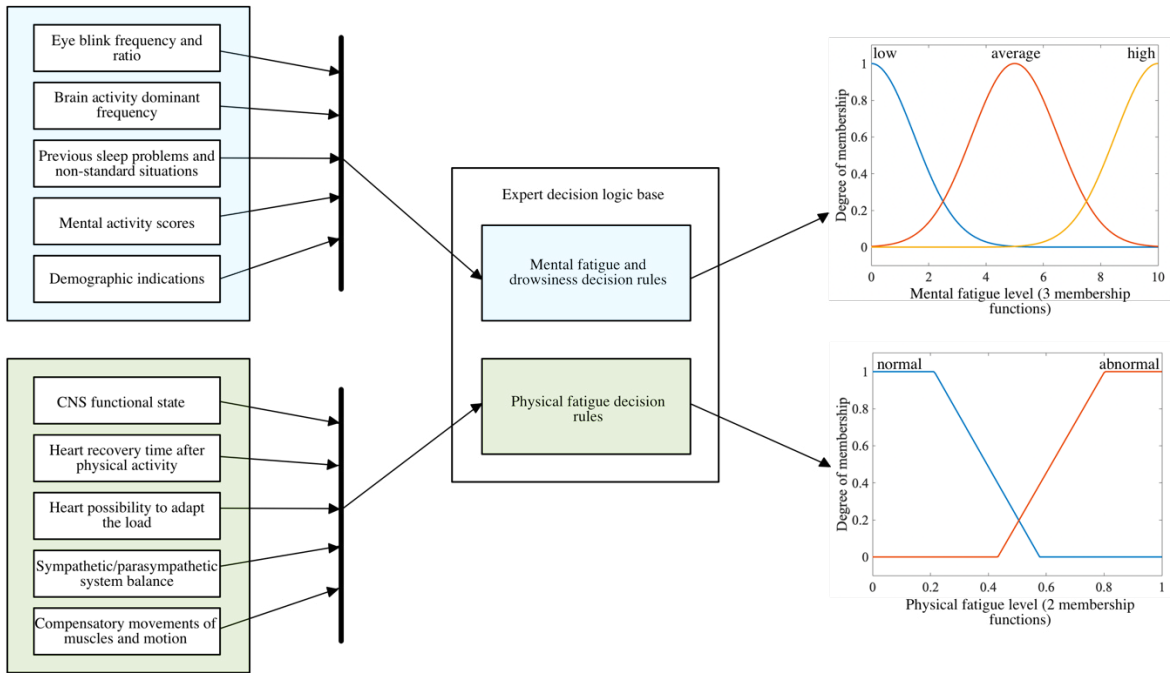 Eye blink frequency and
ratio
Brain activity dominant
frequency
Previous sleep problems and
non-standard situations
Mental activity scores
Demographic indications
CNS functional state
Heart recovery time after
physical activity
Heart possibility to adapt
the load
Sympathetic/parasympathetic
system balance
Compensatory movements of
muscles and motion
Expert decision logic base
Mental fatigue and
drowsiness decision rules
Physical fatigue decision
rules
low average high
Degree of membership
1
0.8
0.6
0.4
0.2
0
0 2 4 6 8 10
Mental fatigue level (3 membership
functions)
normal abnormal
Degree of membership
1
0.8
0.6
0.4
0.2
0
0 0.2 0.4 0.6 0.8 1
Physical fatigue level (2 membership
functions)